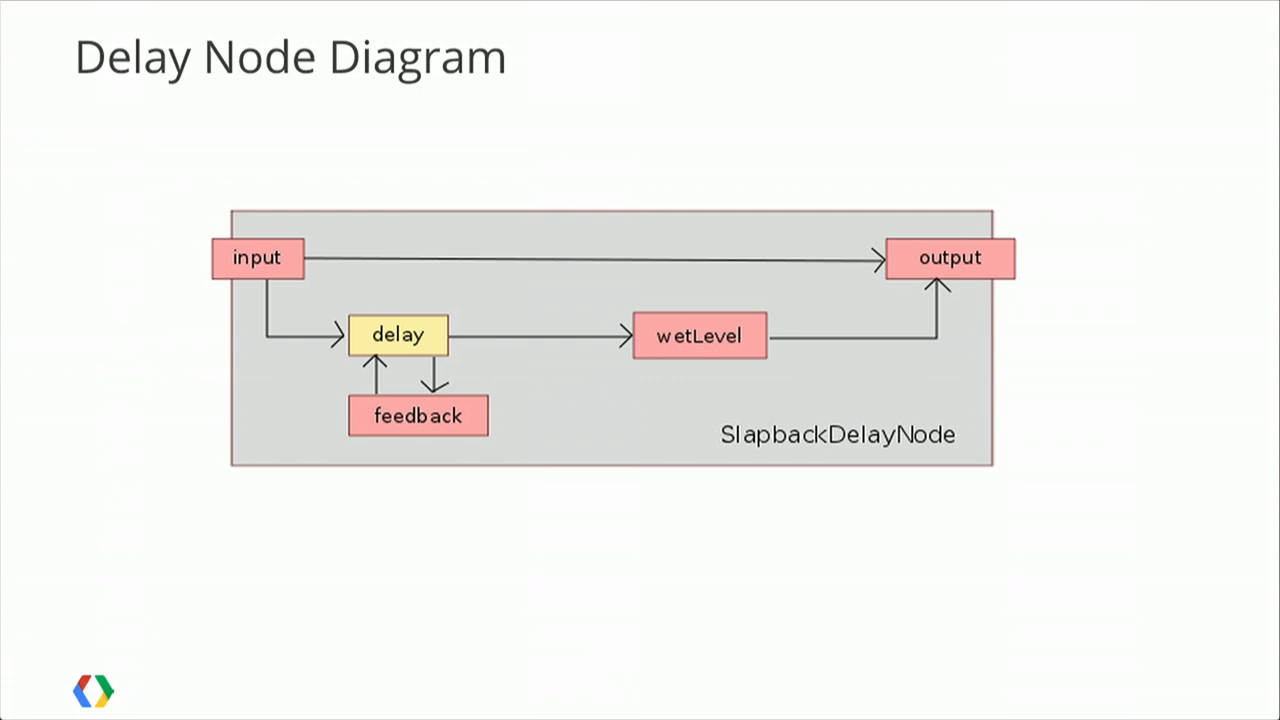 Delay Node Diagram
input
output
delay
wetLevel
feedback
SlapbackDelayNode